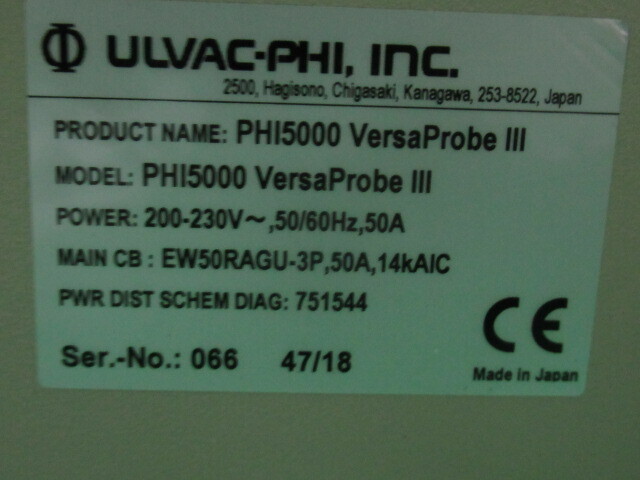 ULVAC-PHI, INC.
2500, Hagisono, Chigasaki, Kanagawa, 253-8522, Japan
PRODUCT NAME: PHI5000 VersaProbe III
MODEL: PHI5000 VersaProbe III
POWER: 200-230V～,50/60Hz,50A
MAIN CB : EW50RAGU-3P,50A,14kAIC
PWR DIST SCHEM DIAG: 751544
Ser.-No.: 066 47/18
CE
Made in Japan